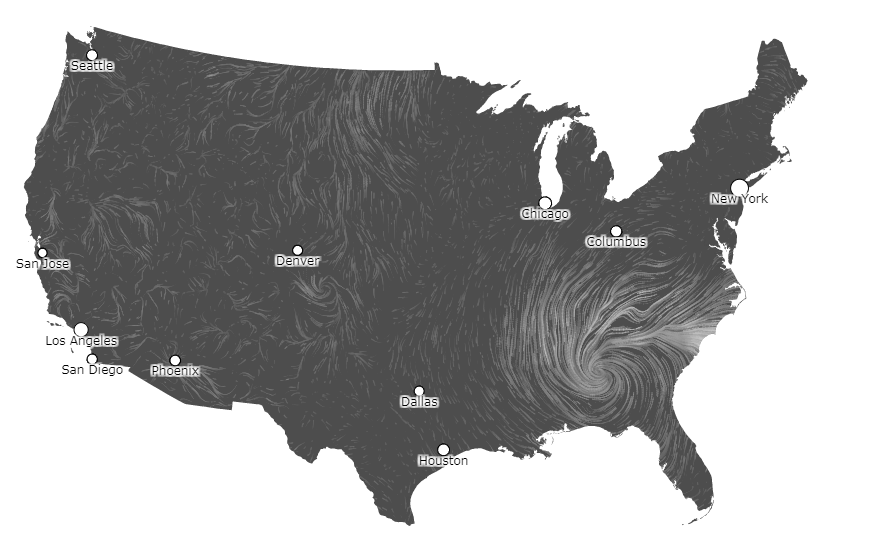 Seattle
New York
Chicago
Columbus
San Jose
Denver
Los Angeles
San Diego
Phoenix
Dallas
Houston